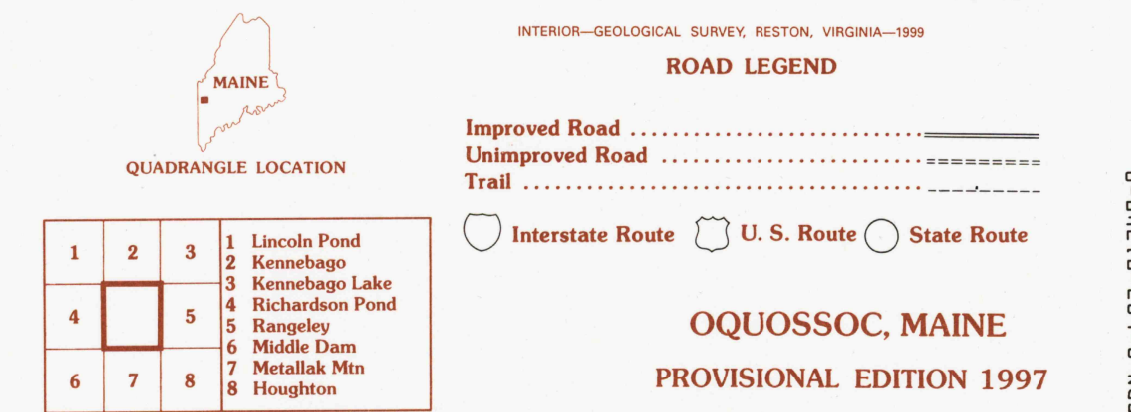 INTERIOR—GEOLOGICAL SURVEY, RESTON, VIRGINIA—1999
MAINE
QUADRANGLE LOCATION
ROAD LEGEND
Improved Road
Unimproved Road
Trail
Interstate Route U. S. Route State Route
1 2 3
4 5
6 7 8
1 Lincoln Pond
2 Kennebago
3 Kennebago Lake
4 Richardson Pond
5 Rangeley
6 Middle Dam
7 Metallak Mtn
8 Houghton
OQUOSSOC, MAINE
PROVISIONAL EDITION 1997